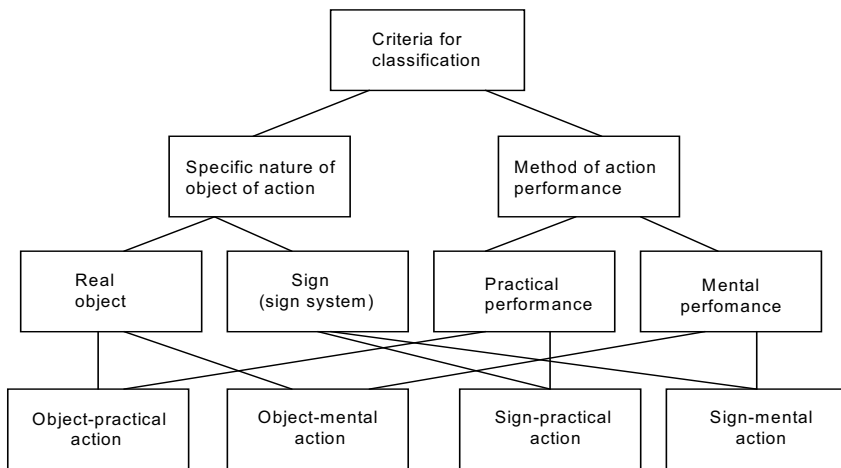 Criteria for
classification
Specific nature of
object of action
Method of action
performance
Real
object
Sign
(sign system)
Practical
performance
Mental
perfomance
Object-practical
action
Object-mental
action
Sign-practical
action
Sign-mental
action